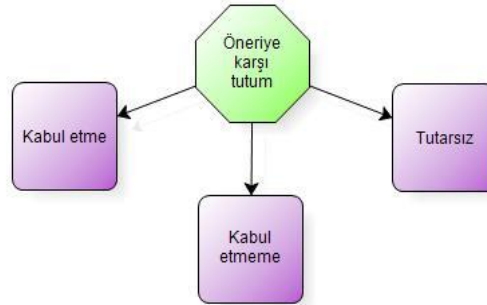 Öneriye
karşı
tutum
Kabul etme
Tutarsız
Kabul
etmeme